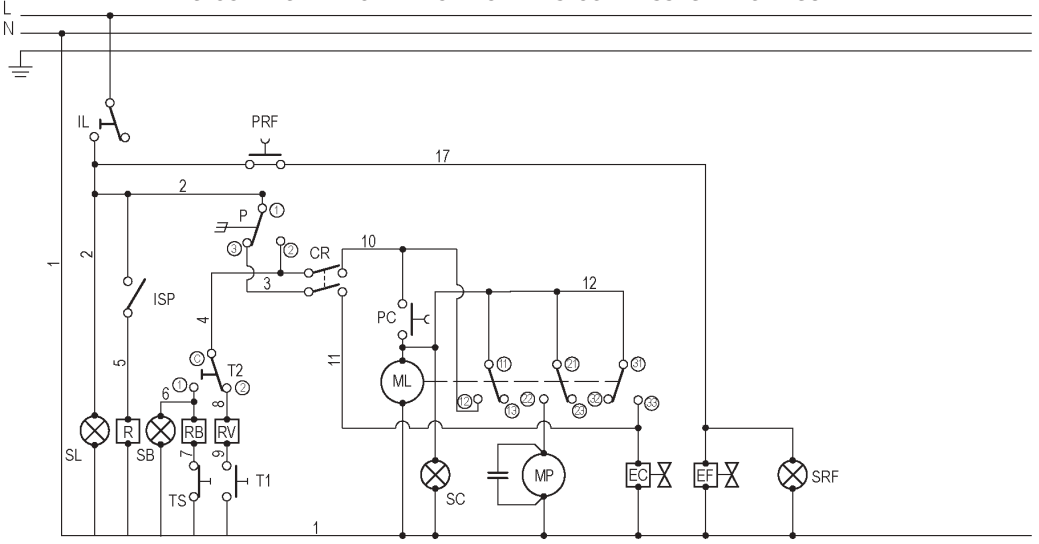 L
N
IL
PRF
17
2
P
1
3
2
CR
10
3
12
1
2
ISP
4
PC
5
11
C
T2
11
21
31
1
2
ML
6
8
12
13
22
23
32
33
SL
R
SB
RB
RV
7
9
TS
T1
SC
MP
EC
EF
SRF
1